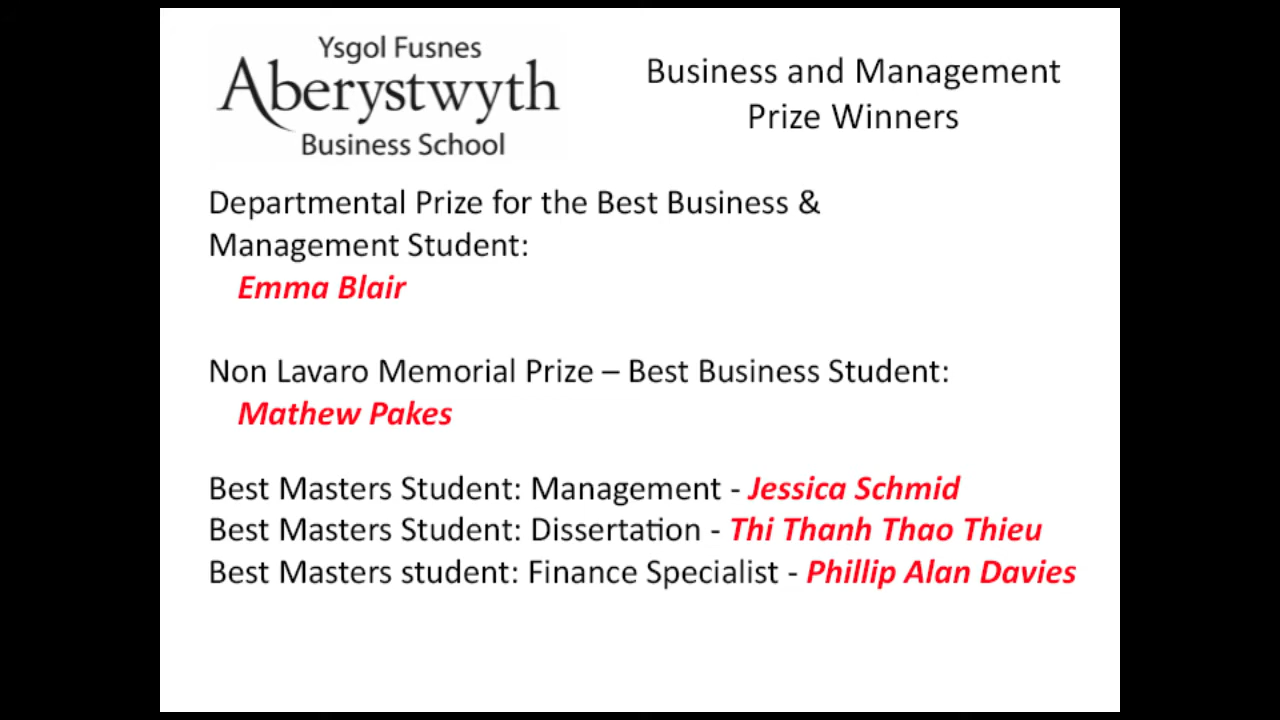 Ysgol Fusnes
Aberystwyth
Business School
Business and Management
Prize Winners
Departmental Prize for the Best Business &
Management Student:
Emma Blair
Non Lavaro Memorial Prize – Best Business Student:
Mathew Pakes
Best Masters Student: Management - Jessica Schmid
Best Masters Student: Dissertation - Thi Thanh Thao Thieu
Best Masters student: Finance Specialist - Phillip Alan Davies